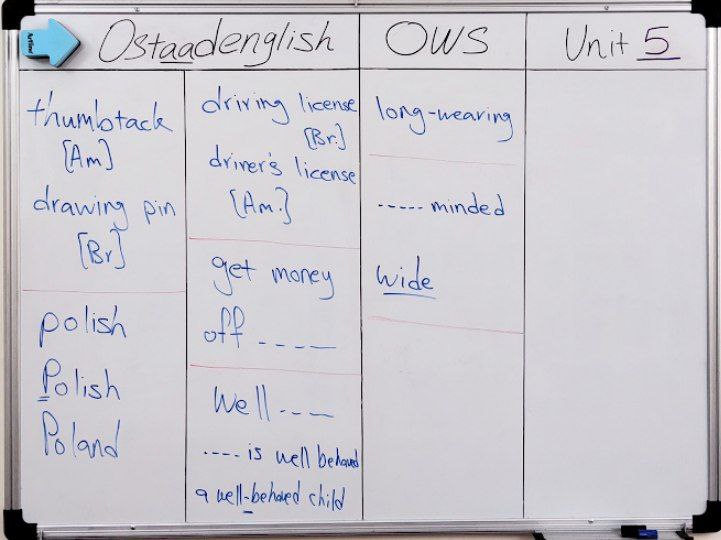 Ostaadenglish
OWS
Unit 5
thumbtack
[Am]
drawing pin
[Br]
polish
Polish
Poland
driving license
[Br.]
driver's license
[Am.]
get money
off ----
Well ---
---- is well behaved
a well-behaved child
long-wearing
----- minded
wide